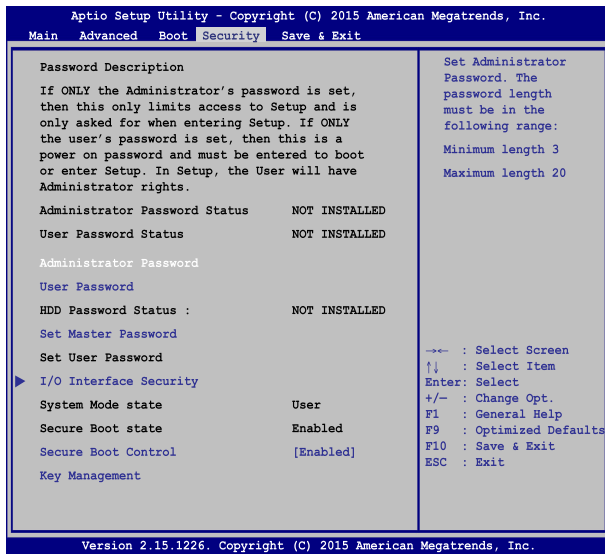 Aptio Setup Utility - Copyright (C) 2015 American Megatrends, Inc.
Main Advanced Boot Security Save & Exit
Password Description
If ONLY the Administrator's password is set,
then this only limits access to Setup and is
only asked for when entering Setup. If ONLY
the user's password is set, then this is a
power on password and must be entered to boot
or enter Setup. In Setup, the User will have
Administrator rights.
Administrator Password Status NOT INSTALLED
User Password Status NOT INSTALLED
Administrator Password
User Password
HDD Password Status : NOT INSTALLED
Set Master Password
Set User Password
I/O Interface Security
System Mode state User
Secure Boot state Enabled
Secure Boot Control [Enabled]
Key Management
Set Administrator
Password. The
password length
must be in the
following range:
Minimum length 3
Maximum length 20
→← : Select Screen
↑↓ : Select Item
Enter: Select
+/— : Change Opt.
F1 : General Help
F9 : Optimized Defaults
F10 : Save & Exit
ESC : Exit
Version 2.15.1226. Copyright (C) 2015 American Megatrends, Inc.